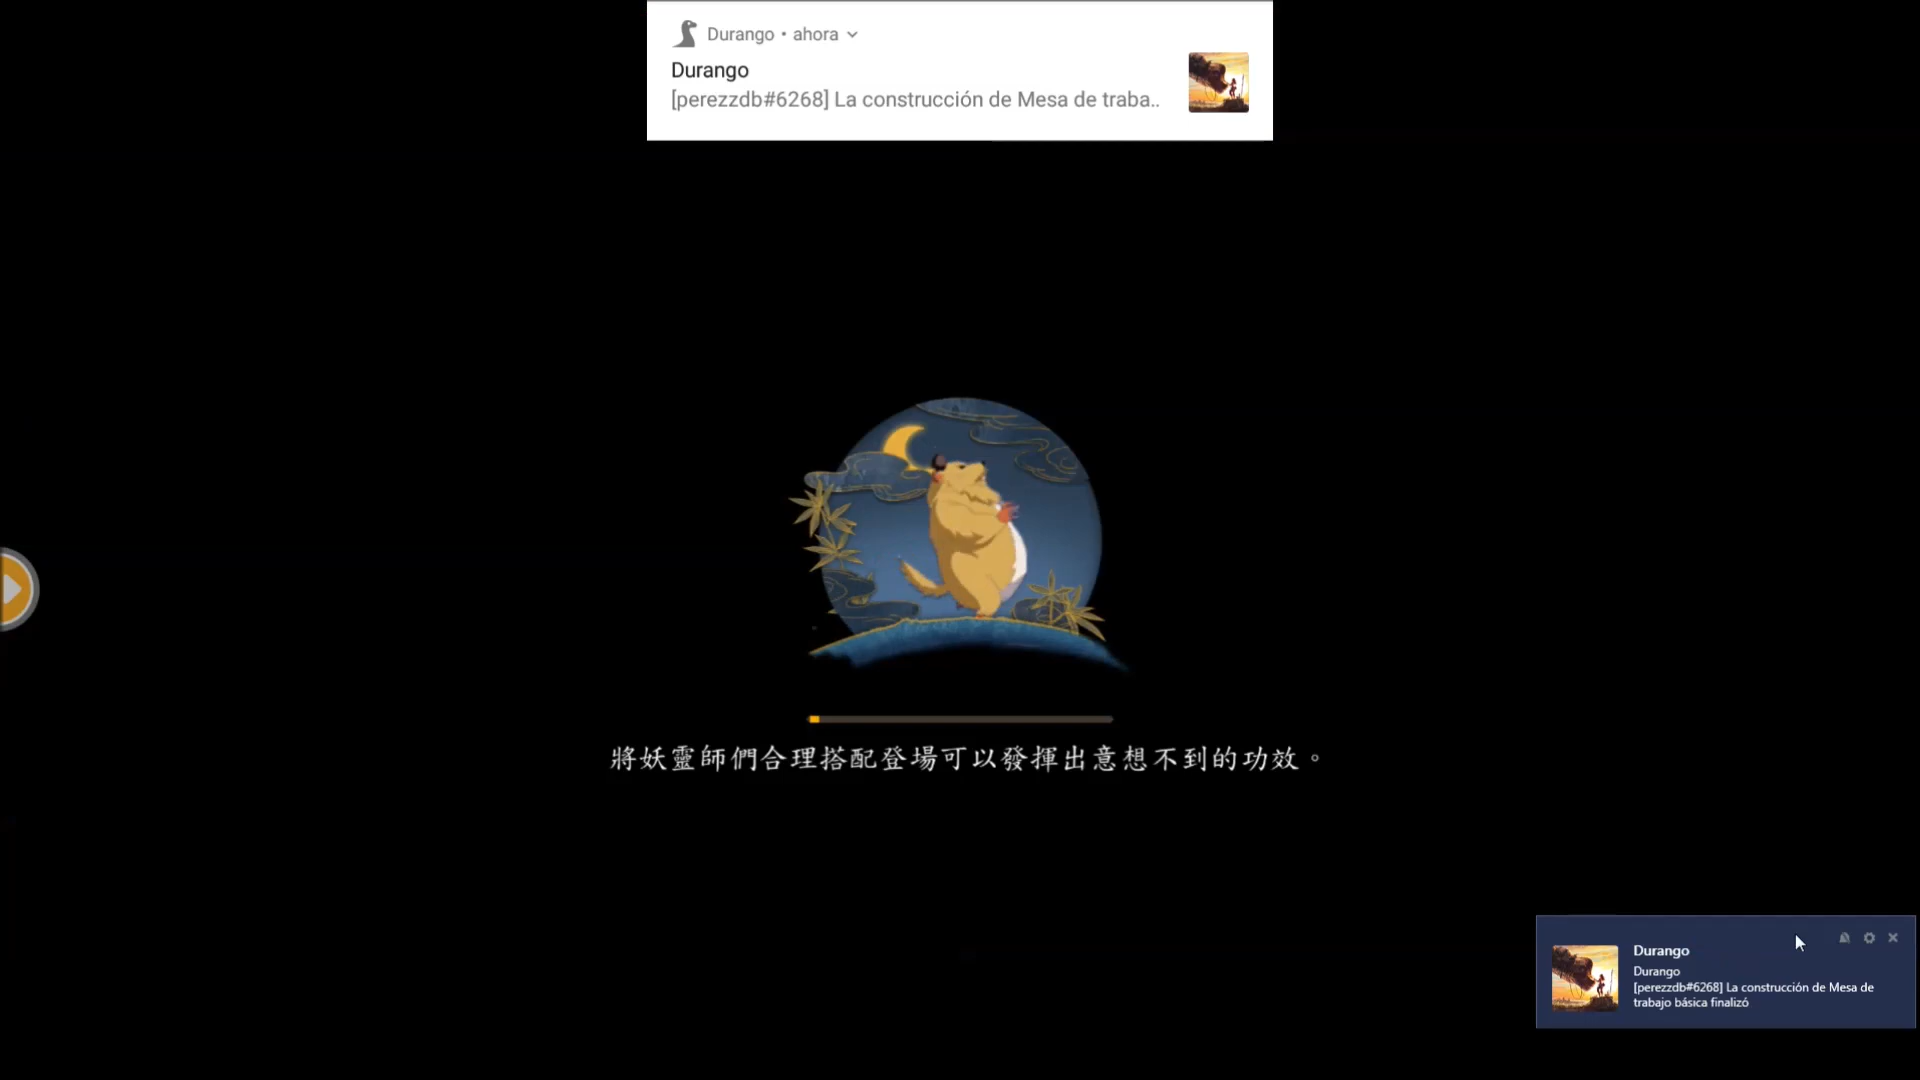 Durango • ahora
Durango
[perezzdb#6268] La construcción de Mesa de traba..
將妖靈師們合理搭配登場可以發揮出意想不到的功效。
Durango
Durango
[perezzdb#6268] La construcción de Mesa de
trabajo básica finalizó